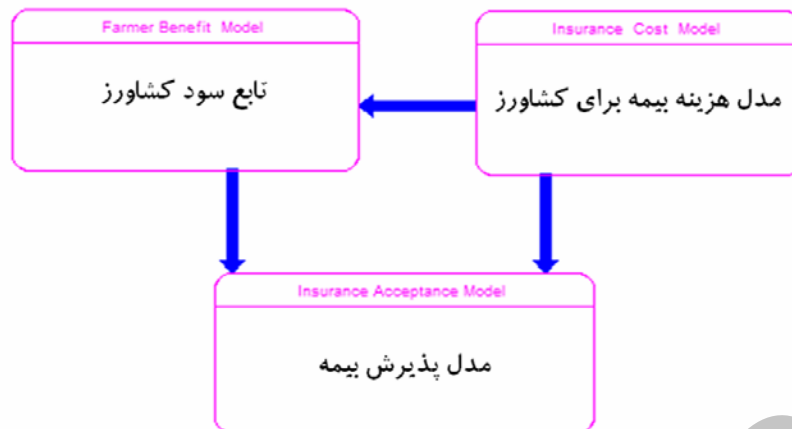 Farmer Benefit Model
تابع سود کشاورز
Insurance Cost Model
مدل هزینه بیمه برای کشاورز
Insurance Acceptance Model
مدل پذیرش بیمه